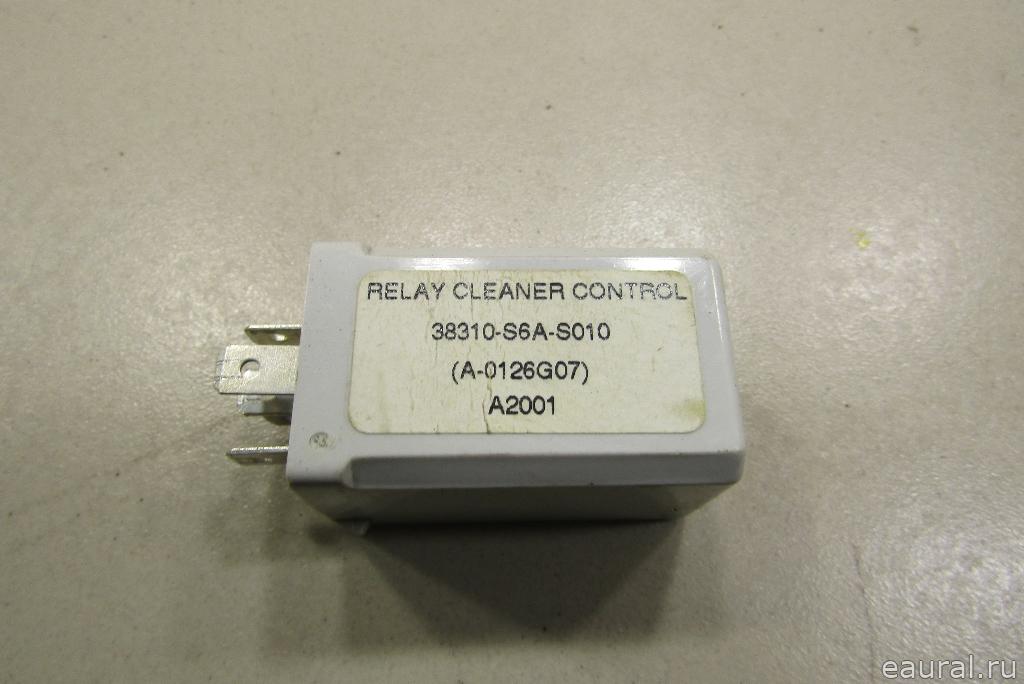 RELAY CLEANER CONTROL
38310-S6A-S010
(A-0126G07)
A2001
eaural.ru